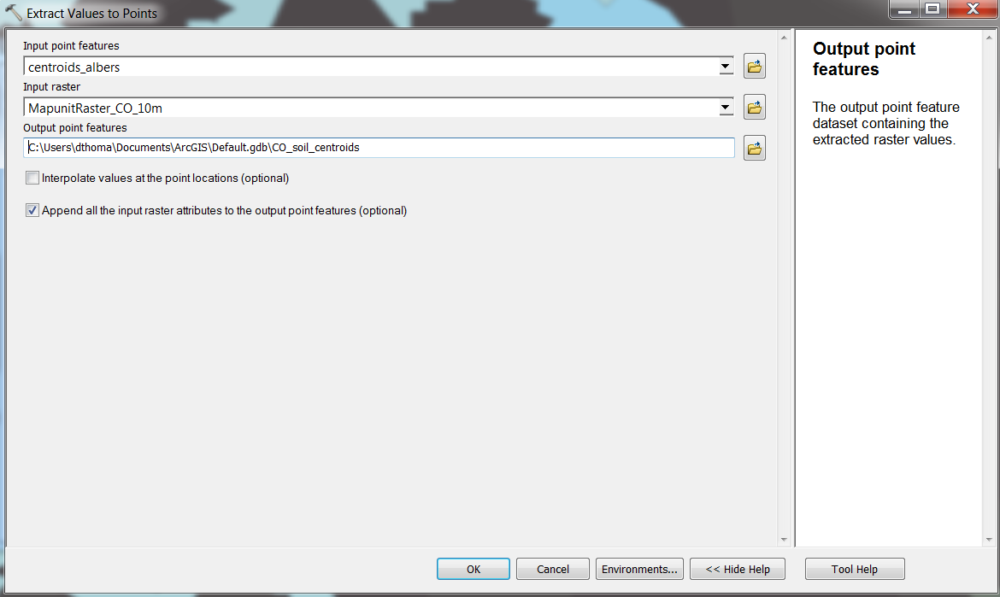 Extract Values to Points
Input point features
centroids_albers
Input raster
MapunitRaster_CO_10m
Output point features
C:\Users\dthoma\Documents\ArcGIS\Default.gdb\CO_soil_centroids
Interpolate values at the point locations (optional)
Append all the input raster attributes to the output point features (optional)
Output point
features
The output point feature
dataset containing the
extracted raster values.
OK
Cancel
Environments...
<< Hide Help
Tool Help